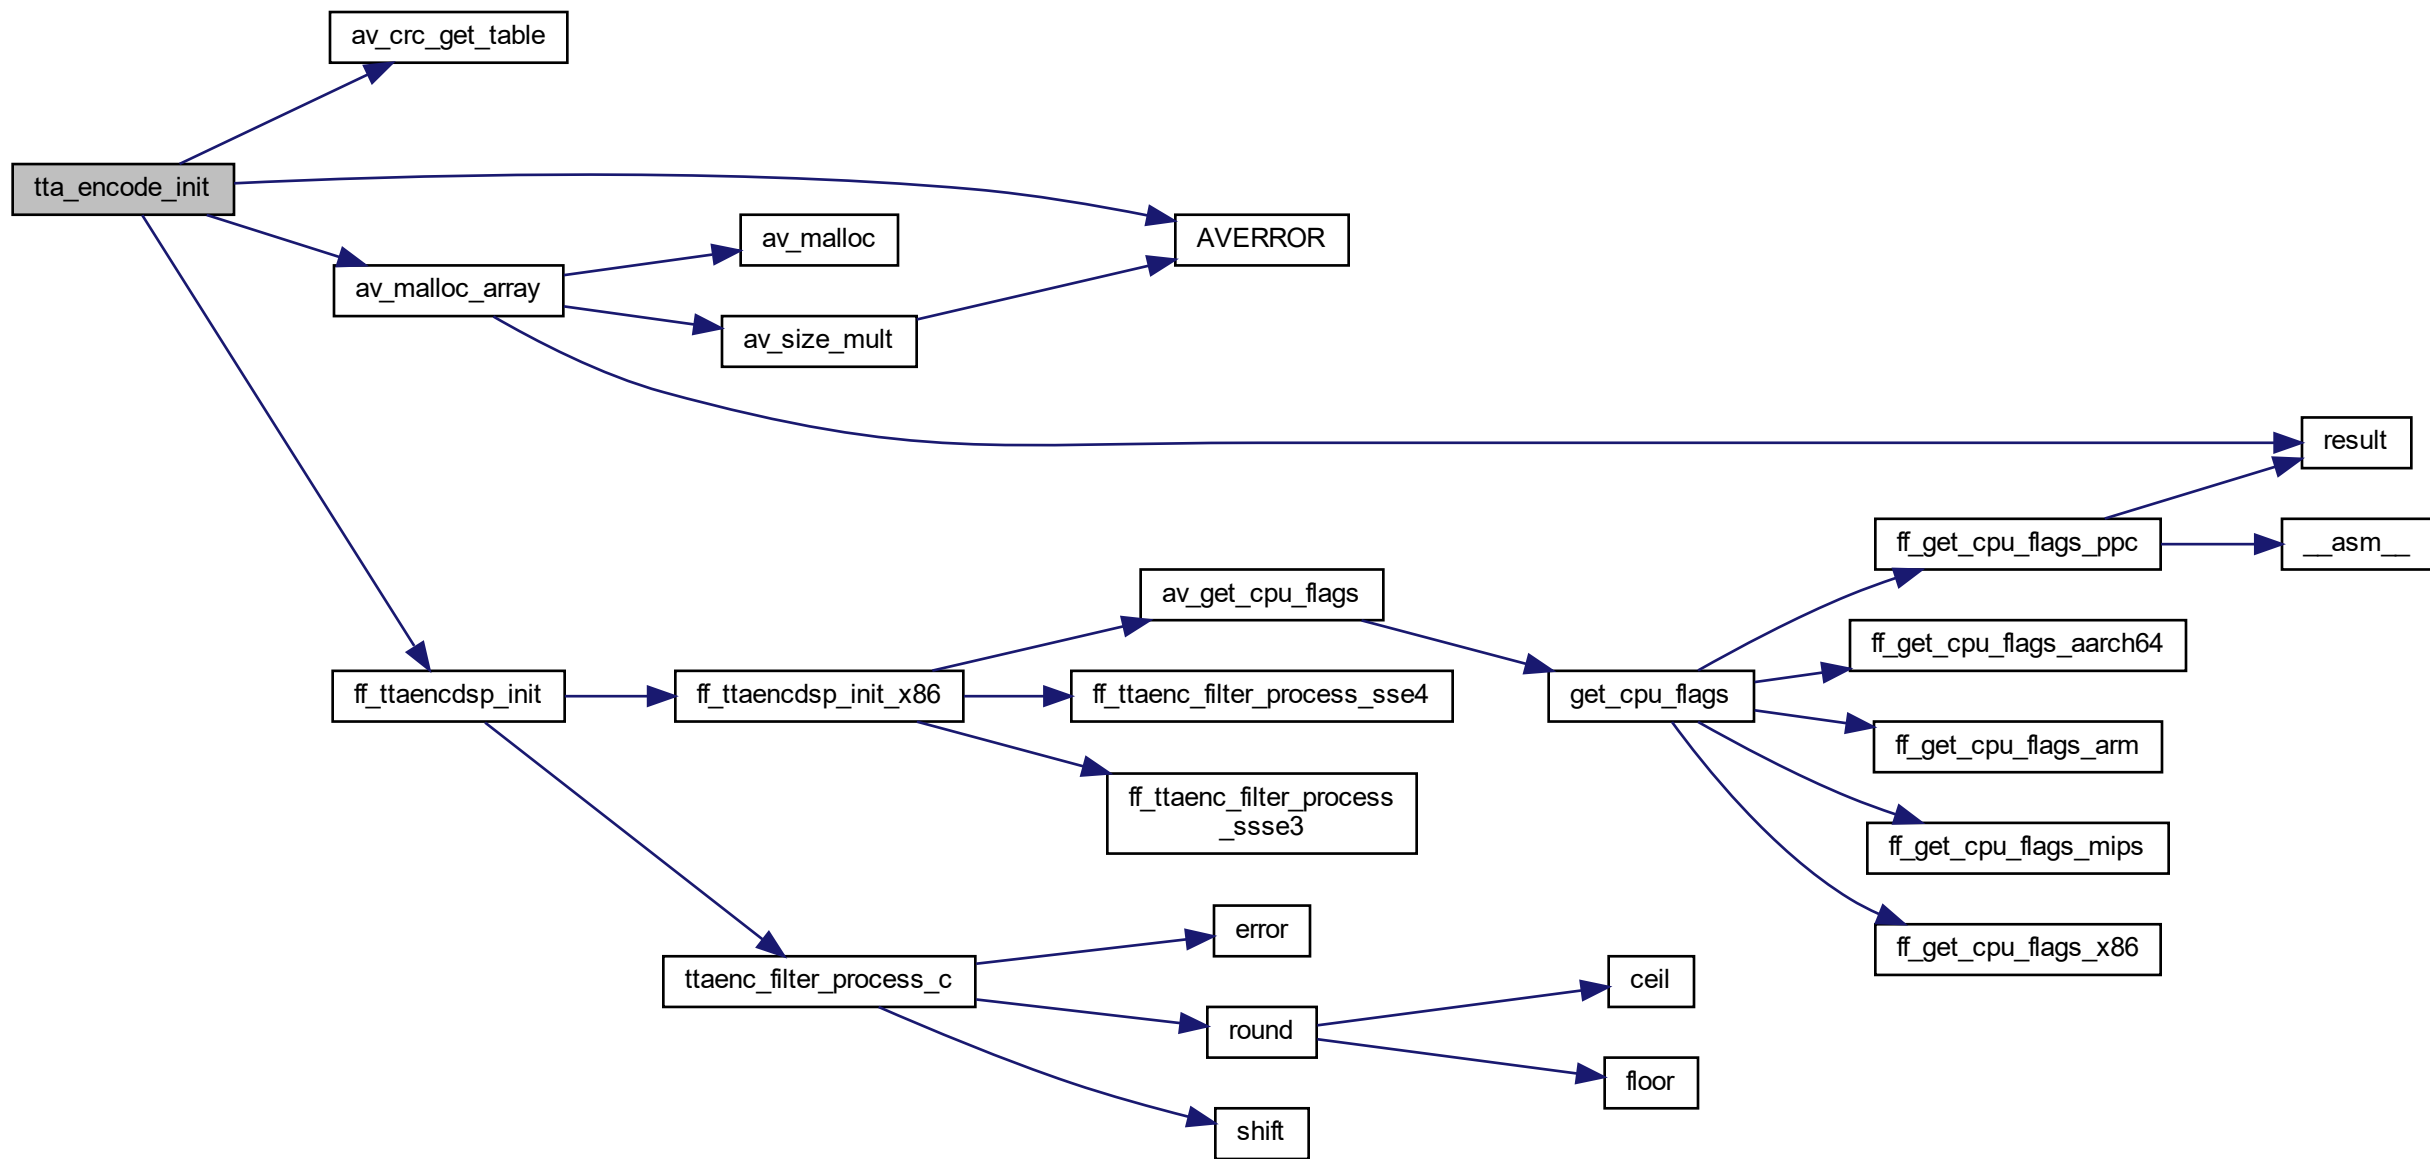 av_crc_get_table
tta_encode_init
av_malloc
AVERROR
av_malloc_array
av_size_mult
result
ff_get_cpu_flags_ppc
__asm__
av_get_cpu_flags
ff_get_cpu_flags_aarch64
ff_ttaencdsp_init
ff_ttaencdsp_init_x86
ff_ttaenc_filter_process_sse4
get_cpu_flags
ff_get_cpu_flags_arm
ff_ttaenc_filter_process
_ssse3
ff_get_cpu_flags_mips
error
ff_get_cpu_flags_x86
ttaenc_filter_process_c
ceil
round
floor
shift